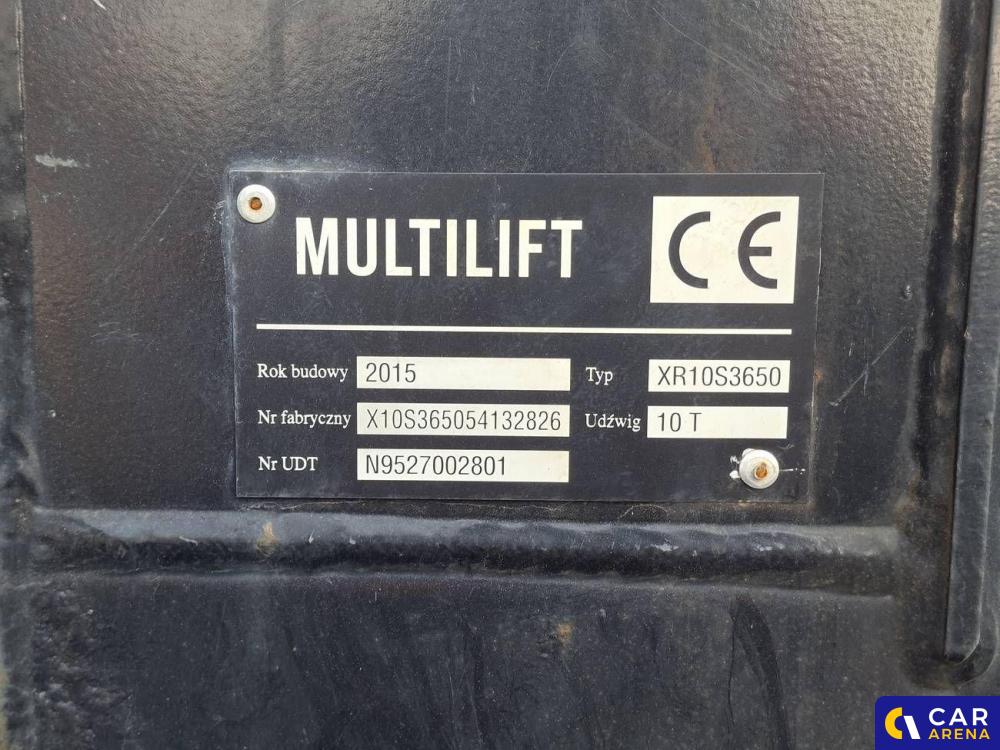 MULTILIFT CE
Rok budowy 2015 Typ XR10S3650
Nr fabryczny X10S365054132826 Udźwig 10 T
Nr UDT N9527002801
CAR
ARENA